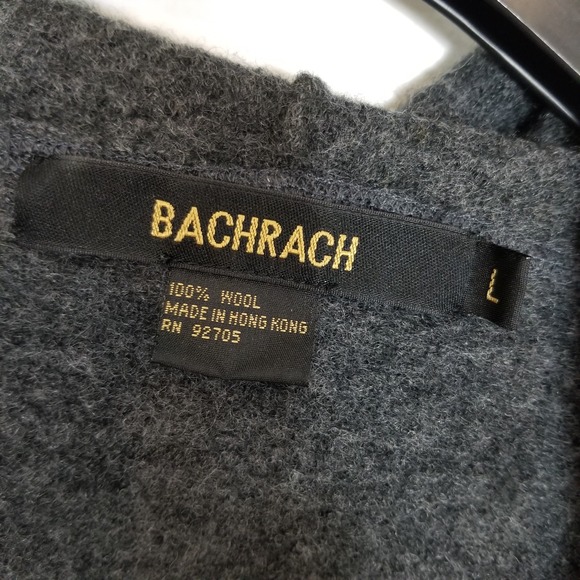 BACHRACH
L
100% WOOL
MADE IN HONG KONG
RN 92705